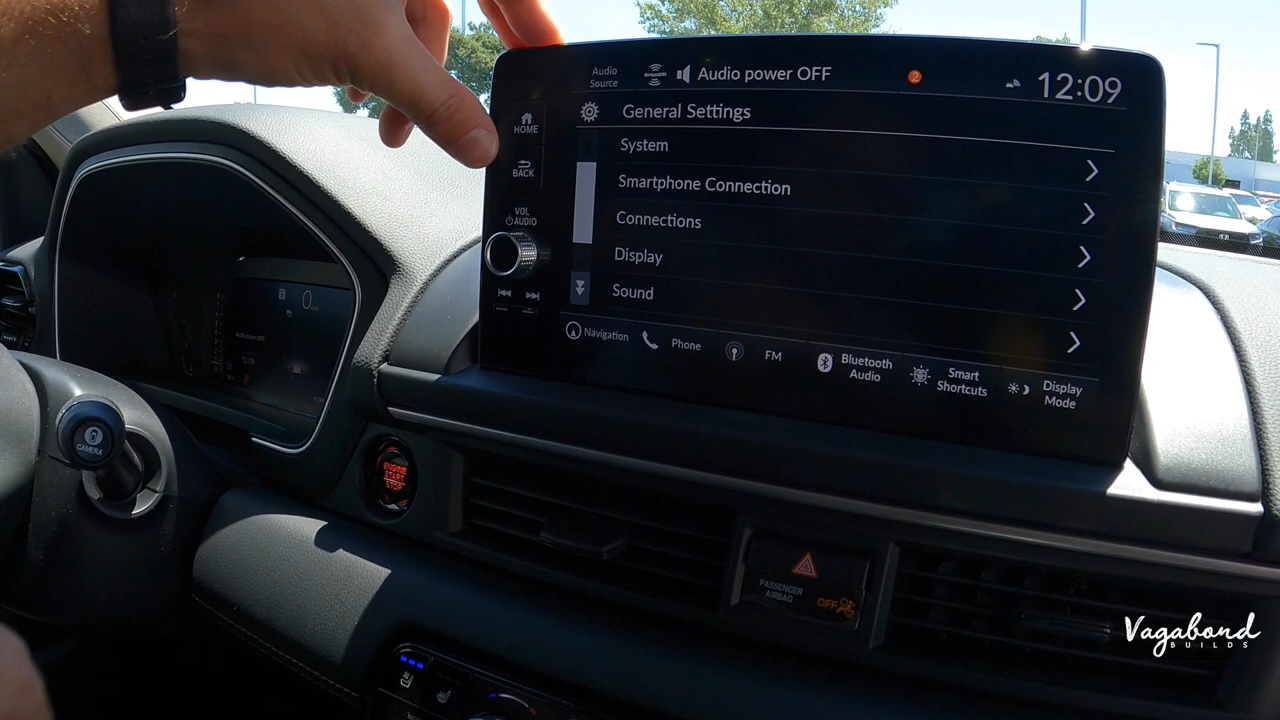 Audio
Source
Audio power OFF
2
12:09
General Settings
HOME
System
BACK
Smartphone Connection
VOL
AUDIO
Connections
Display
Sound
Navigation
Phone
FM
Bluetooth
Audio
Smart
Shortcuts
Display
Mode
0
CAMERA
ENGINE
START
STOP
PASSENGER
AIRBAG
OFF
Vagabond
BUILDS